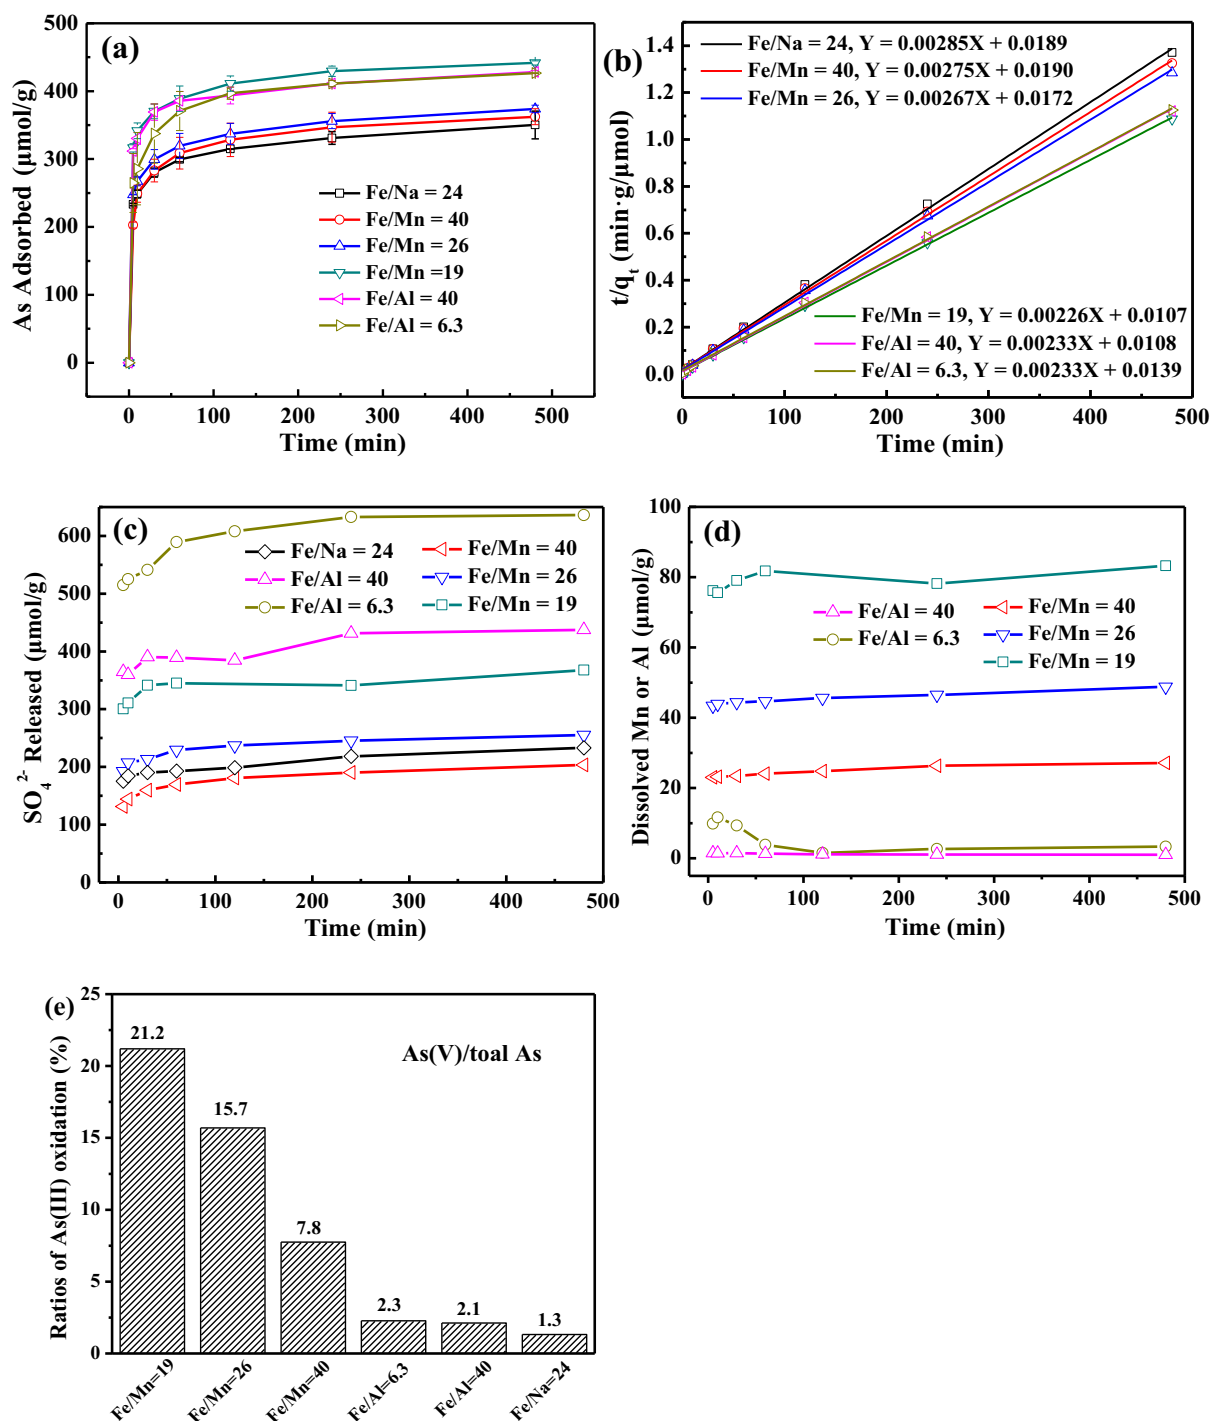 (a)
500
400
300
200
100
0
As Adsorbed (μmol/g)
Fe/Na = 24
Fe/Mn = 40
Fe/Mn = 26
Fe/Mn =19
Fe/Al = 40
Fe/Al = 6.3
0 100 200 300 400 500
Time (min)
(b)
1.4
1.2
1.0
0.8
0.6
0.4
0.2
0.0
t/qt (min·g/μmol)
Fe/Na = 24, Y = 0.00285X + 0.0189
Fe/Mn = 40, Y = 0.00275X + 0.0190
Fe/Mn = 26, Y = 0.00267X + 0.0172
Fe/Mn = 19, Y = 0.00226X + 0.0107
Fe/Al = 40, Y = 0.00233X + 0.0108
Fe/Al = 6.3, Y = 0.00233X + 0.0139
0 100 200 300 400 500
Time (min)
(c)
600
500
400
300
200
100
0
SO4 2- Released (μmol/g)
Fe/Na = 24
Fe/Al = 40
Fe/Al = 6.3
Fe/Mn = 40
Fe/Mn = 26
Fe/Mn = 19
0 100 200 300 400 500
Time (min)
(d)
100
80
60
40
20
0
Dissolved Mn or Al (μmol/g)
Fe/Al = 40
Fe/Al = 6.3
Fe/Mn = 40
Fe/Mn = 26
Fe/Mn = 19
0 100 200 300 400 500
Time (min)
(e)
25
20
15
10
5
0
Ratios of As(III) oxidation (%)
As(V)/toal As
21.2
15.7
7.8
2.3
2.1
1.3
Fe/Mn=19
Fe/Mn=26
Fe/Mn=40
Fe/Al=6.3
Fe/Al=40
Fe/Na=24